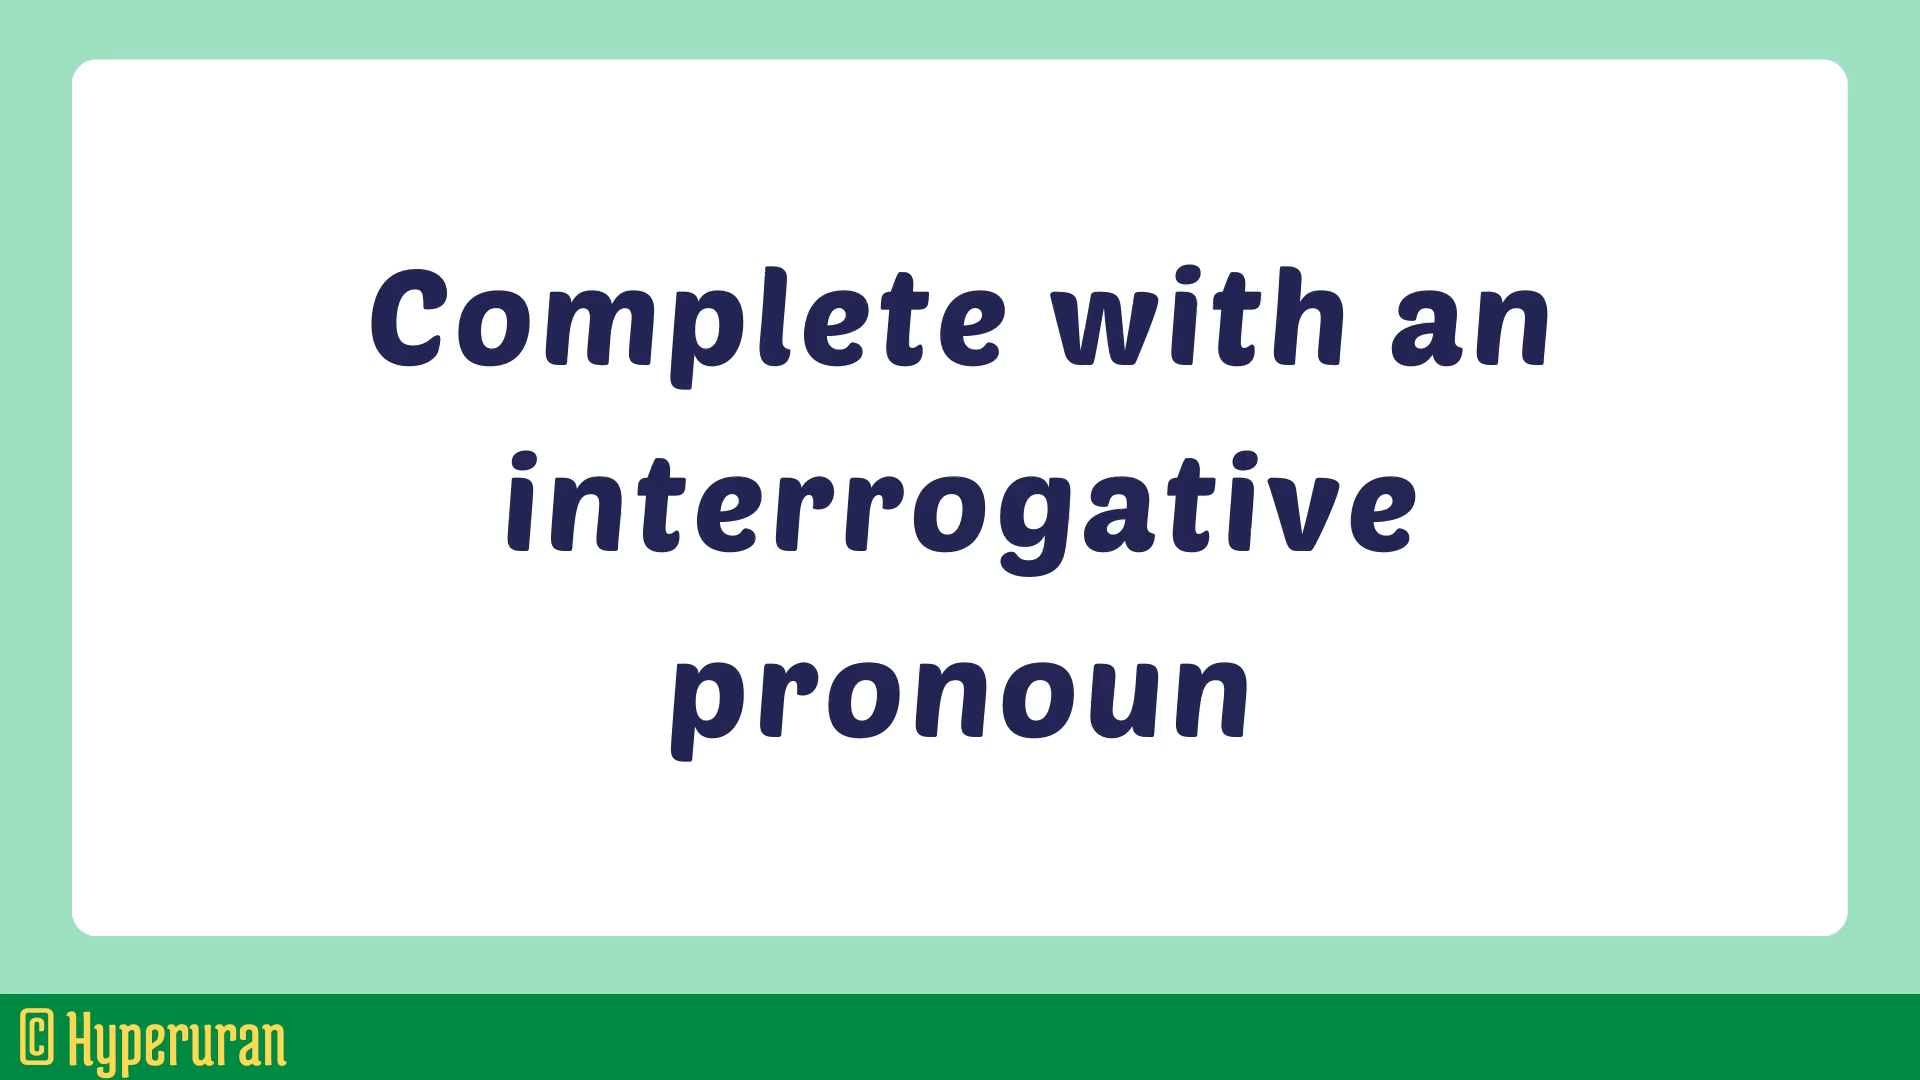 Complete with an
interrogative
pronoun
© Hyperuran